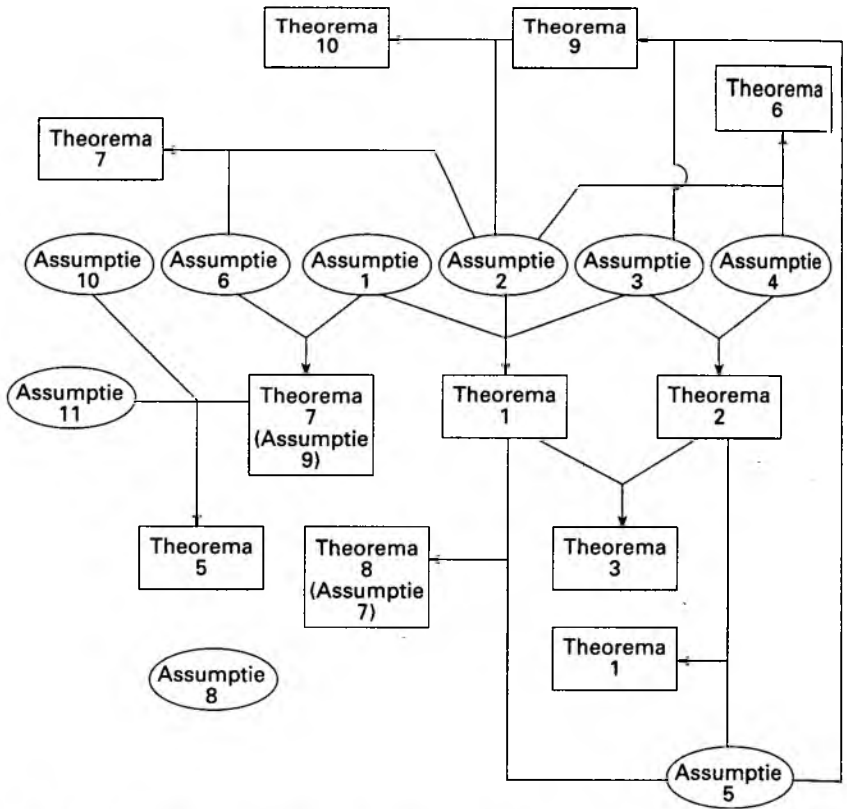 Theorema
10
Theorema
9
Theorema
6
Theorema
7
Assumptie
10
Assumptie
6
Assumptie
1
Assumptie
2
Assumptie
3
Assumptie
4
Assumptie
11
Theorema
7
(Assumptie
9)
Theorema
1
Theorema
2
Theorema
5
Theorema
8
(Assumptie
7)
Theorema
3
Theorema
1
Assumptie
8
Assumptie
5